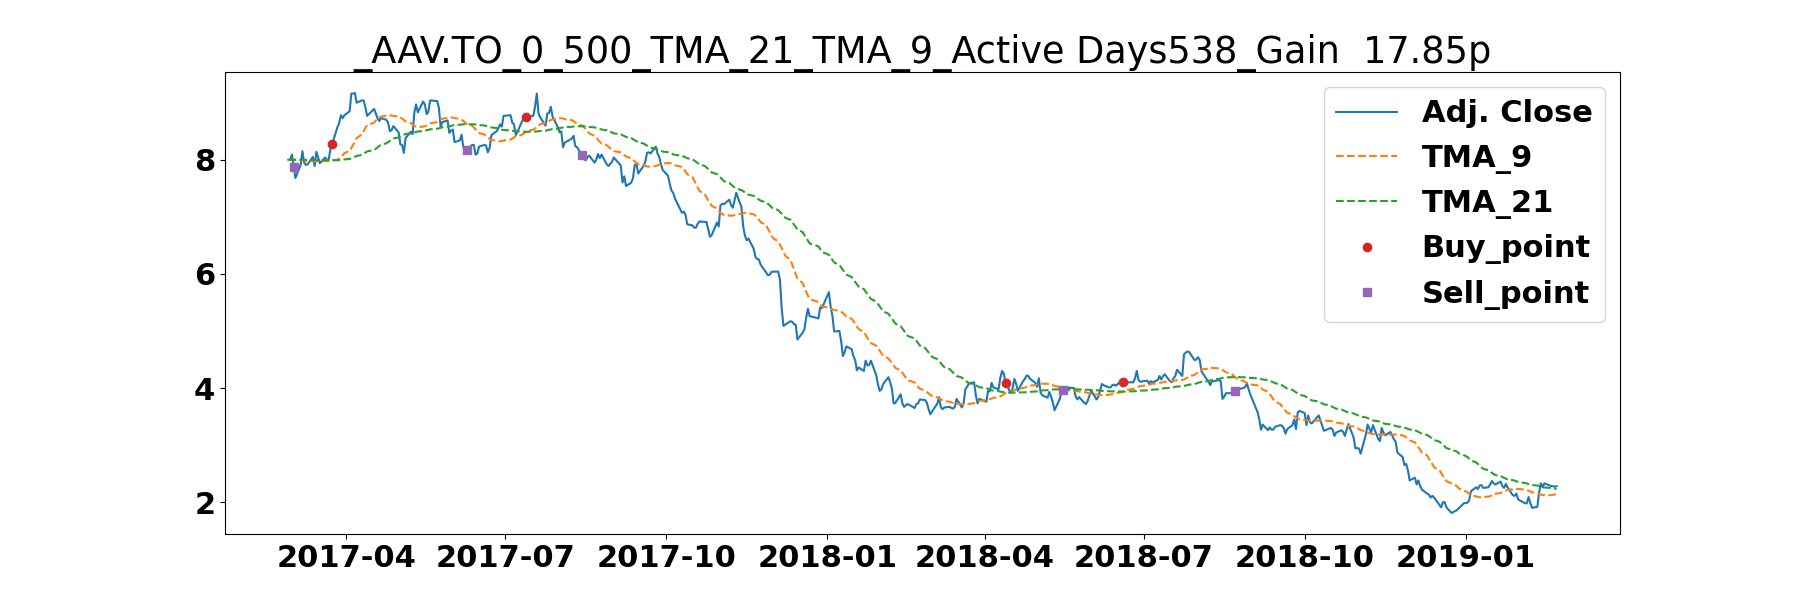 _AAV.TO_0_500_TMA_21_TMA_9_Active Days538_Gain  17.85p
Adj. Close
TMA_9
TMA_21
Buy_point
Sell_point
8
6
4
2
2017-04 2017-07 2017-10 2018-01 2018-04 2018-07 2018-10 2019-01